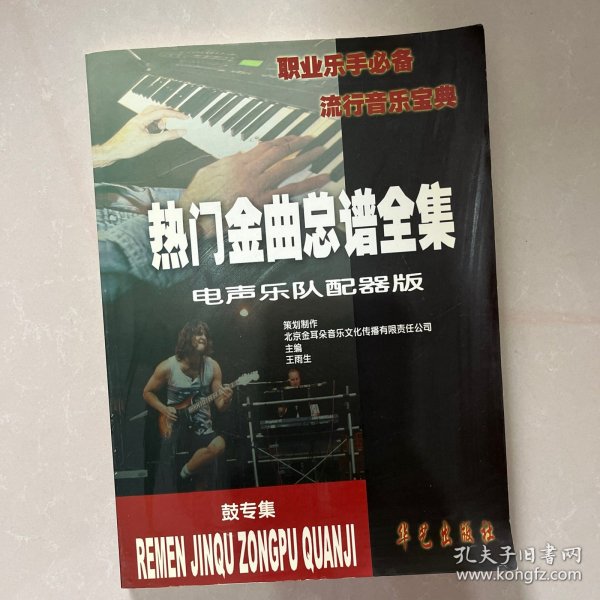 职业乐手必备
流行音乐宝典
热门金曲总谱全集
电声乐队配器版
策划制作
北京金耳朵音乐文化传播有限责任公司
主编
王雨生
鼓专集
REMEN JINQU ZONGPU QUANJI
华艺出版社
孔夫子旧书网
www.kongfz.com